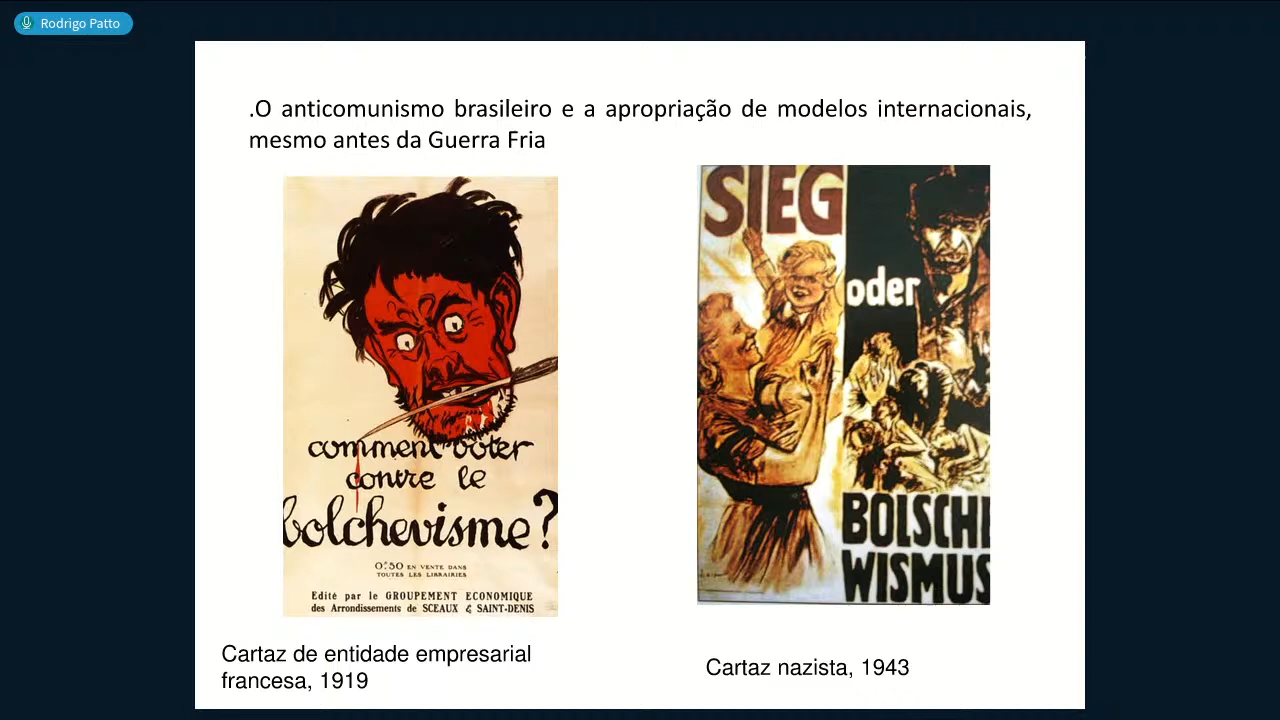 Rodrigo Patto
.O anticomunismo brasileiro e a apropriação de modelos internacionais,
mesmo antes da Guerra Fria
comment voter
contre le
bolchevisme?
0F.50 EN VENTE DANS
TOUTES LES LIBRAIRIES
Edité par le GROUPEMENT ECONOMIQUE
des Arrondissements de SCEAUX & SAINT-DENIS
SIEG
oder
BOLSCHE
WISMUS
Cartaz de entidade empresarial
francesa, 1919
Cartaz nazista, 1943